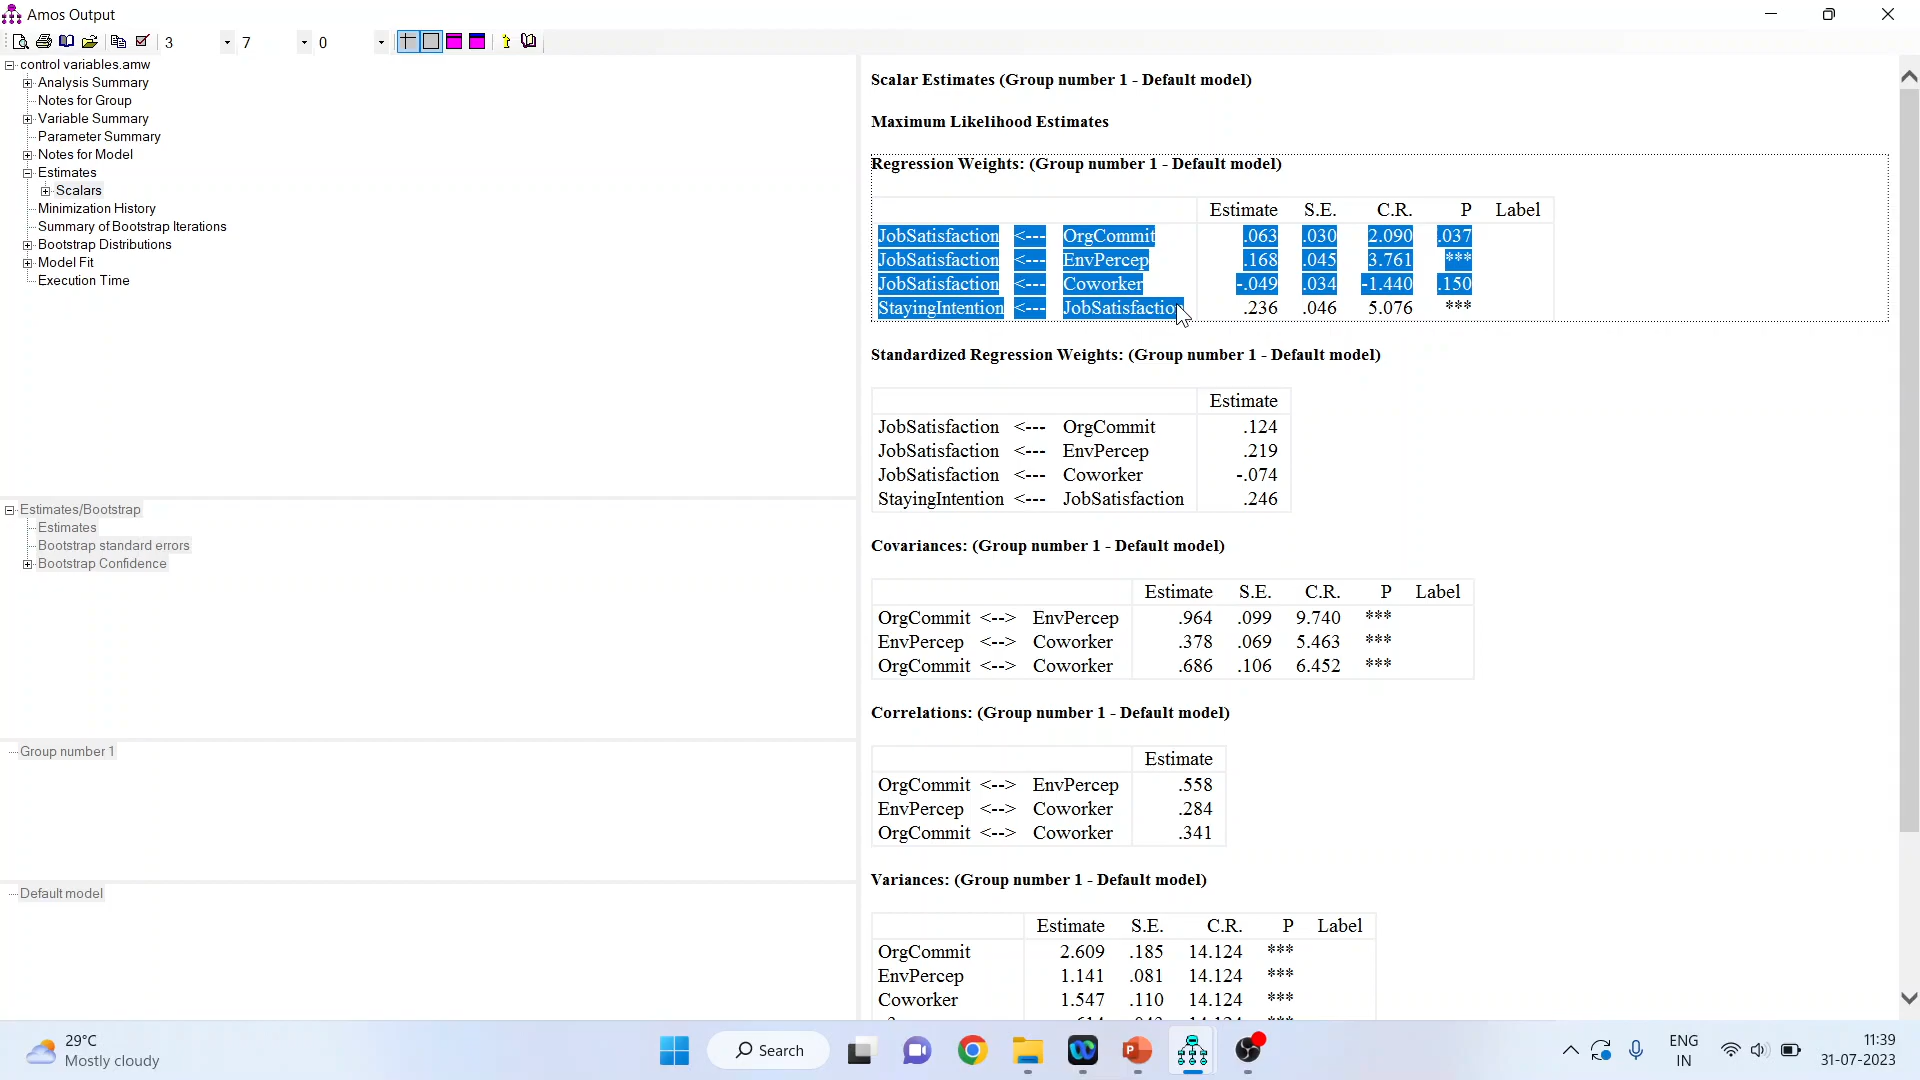 Amos Output
3 7 0
control variables.amw
Analysis Summary
Notes for Group
Variable Summary
Parameter Summary
Notes for Model
Estimates
Scalars
Minimization History
Summary of Bootstrap Iterations
Bootstrap Distributions
Model Fit
Execution Time
Estimates/Bootstrap
Estimates
Bootstrap standard errors
Bootstrap Confidence
Group number 1
Default model
Scalar Estimates (Group number 1 - Default model)
Maximum Likelihood Estimates
Regression Weights: (Group number 1 - Default model)
Estimate S.E. C.R. P Label
JobSatisfaction <--- OrgCommit .063 .030 2.090 .037
JobSatisfaction <--- EnvPercep .168 .045 3.761 ***
JobSatisfaction <--- Coworker -.049 .034 -1.440 .150
StayingIntention <--- JobSatisfaction .236 .046 5.076 ***
Standardized Regression Weights: (Group number 1 - Default model)
Estimate
JobSatisfaction <--- OrgCommit .124
JobSatisfaction <--- EnvPercep .219
JobSatisfaction <--- Coworker -.074
StayingIntention <--- JobSatisfaction .246
Covariances: (Group number 1 - Default model)
Estimate S.E. C.R. P Label
OrgCommit <--> EnvPercep .964 .099 9.740 ***
EnvPercep <--> Coworker .378 .069 5.463 ***
OrgCommit <--> Coworker .686 .106 6.452 ***
Correlations: (Group number 1 - Default model)
Estimate
OrgCommit <--> EnvPercep .558
EnvPercep <--> Coworker .284
OrgCommit <--> Coworker .341
Variances: (Group number 1 - Default model)
Estimate S.E. C.R. P Label
OrgCommit 2.609 .185 14.124 ***
EnvPercep 1.141 .081 14.124 ***
Coworker 1.547 .110 14.124 ***
29°C
Mostly cloudy
Search
ENG
IN
11:39
31-07-2023